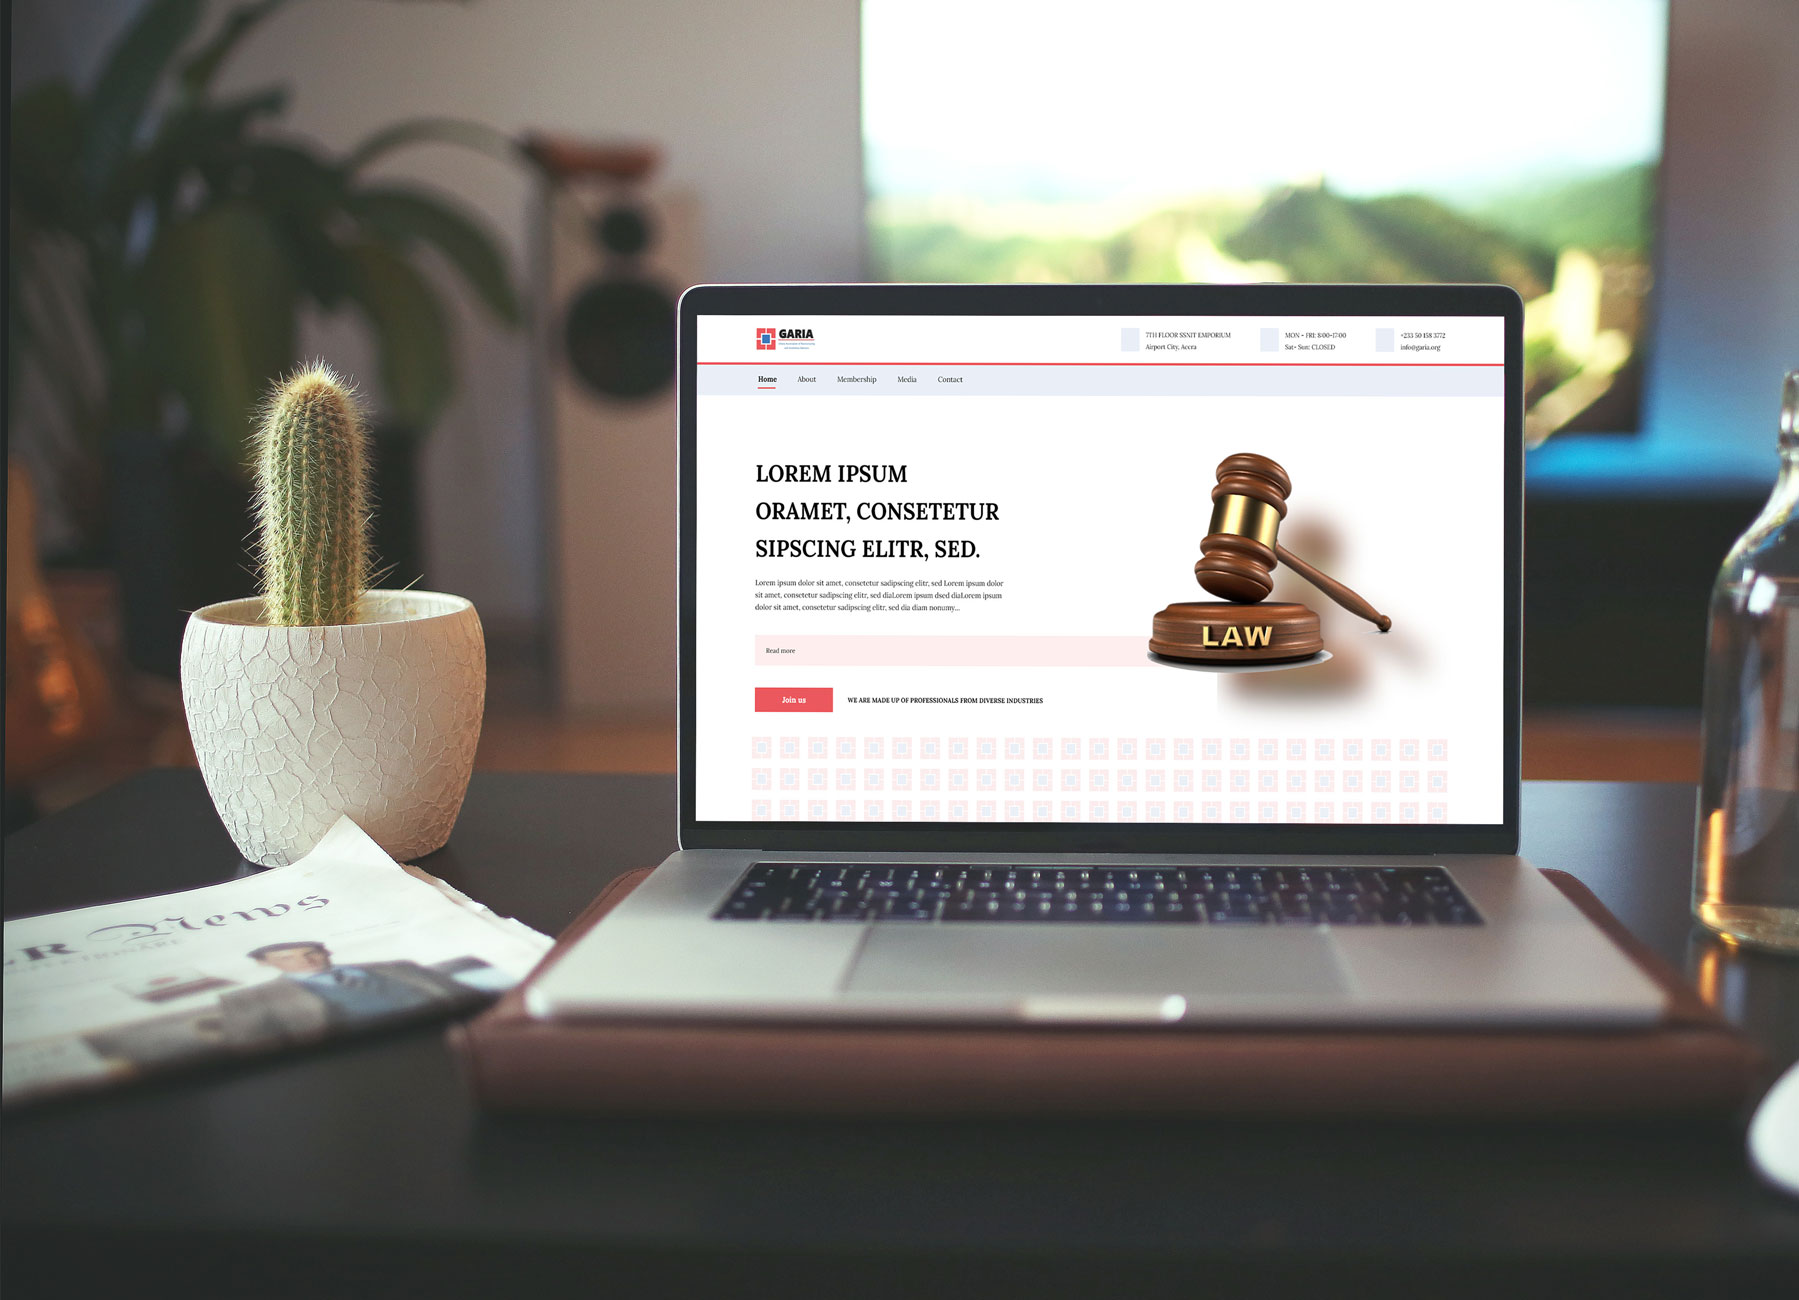 GARIA
7TH FLOOR SSNIT EMPORIUM
Airport City, Accra
MON - FRI: 8:00-17:00
Sat- Sun: CLOSED
+233 50 158 3772
info@garia.org
Home
About
Membership
Media
Contact
LOREM IPSUM
ORAMET, CONSETETUR
SIPSCING ELITR, SED.
Lorem ipsum dolor sit amet, consetetur sadipscing elitr, sed Lorem ipsum dolor
sit amet, consetetur sadipscing elitr, sed diaLorem ipsum dsed diaLorem ipsum
dolor sit amet, consetetur sadipscing elitr, sed dia diam nonumy...
Read more
LAW
Join us
WE ARE MADE UP OF PROFESSIONALS FROM DIVERSE INDUSTRIES
News